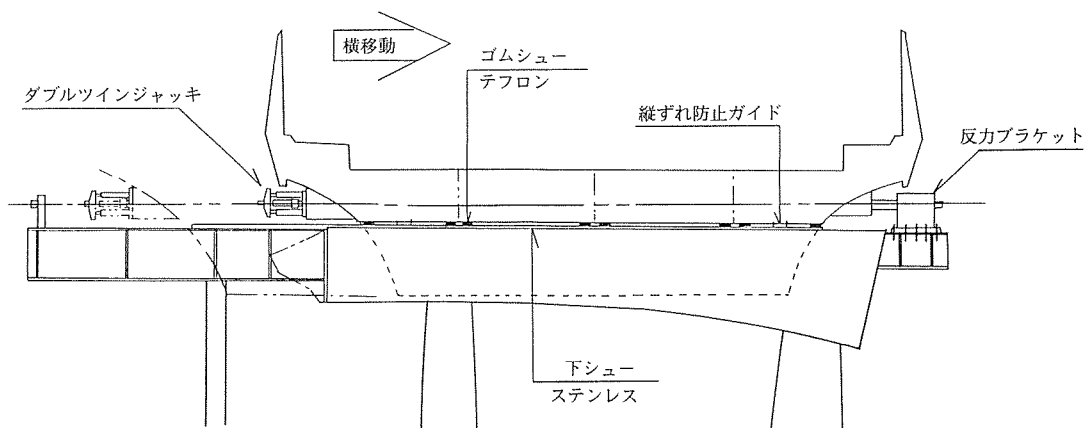 横移動
ゴムシュー
テフロン
ダブルツインジャッキ
縦ずれ防止ガイド
反力ブラケット
下シュー
ステンレス